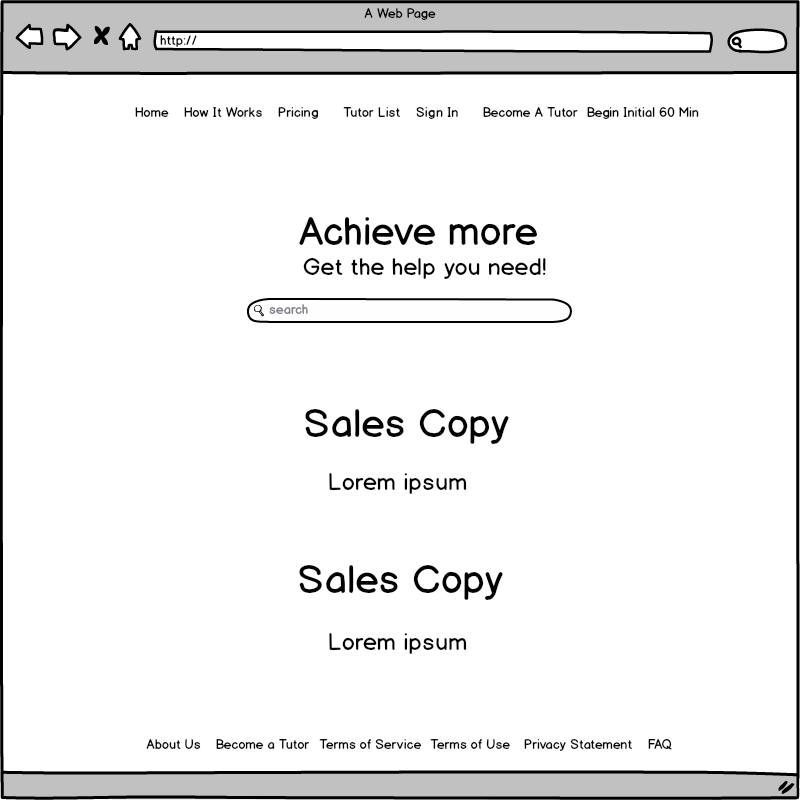 A Web Page
http://
Home How It Works Pricing Tutor List Sign In Become A Tutor Begin Initial 60 Min
Achieve more
Get the help you need!
search
Sales Copy
Lorem ipsum
Sales Copy
Lorem ipsum
About Us Become a Tutor Terms of Service Terms of Use Privacy Statement FAQ